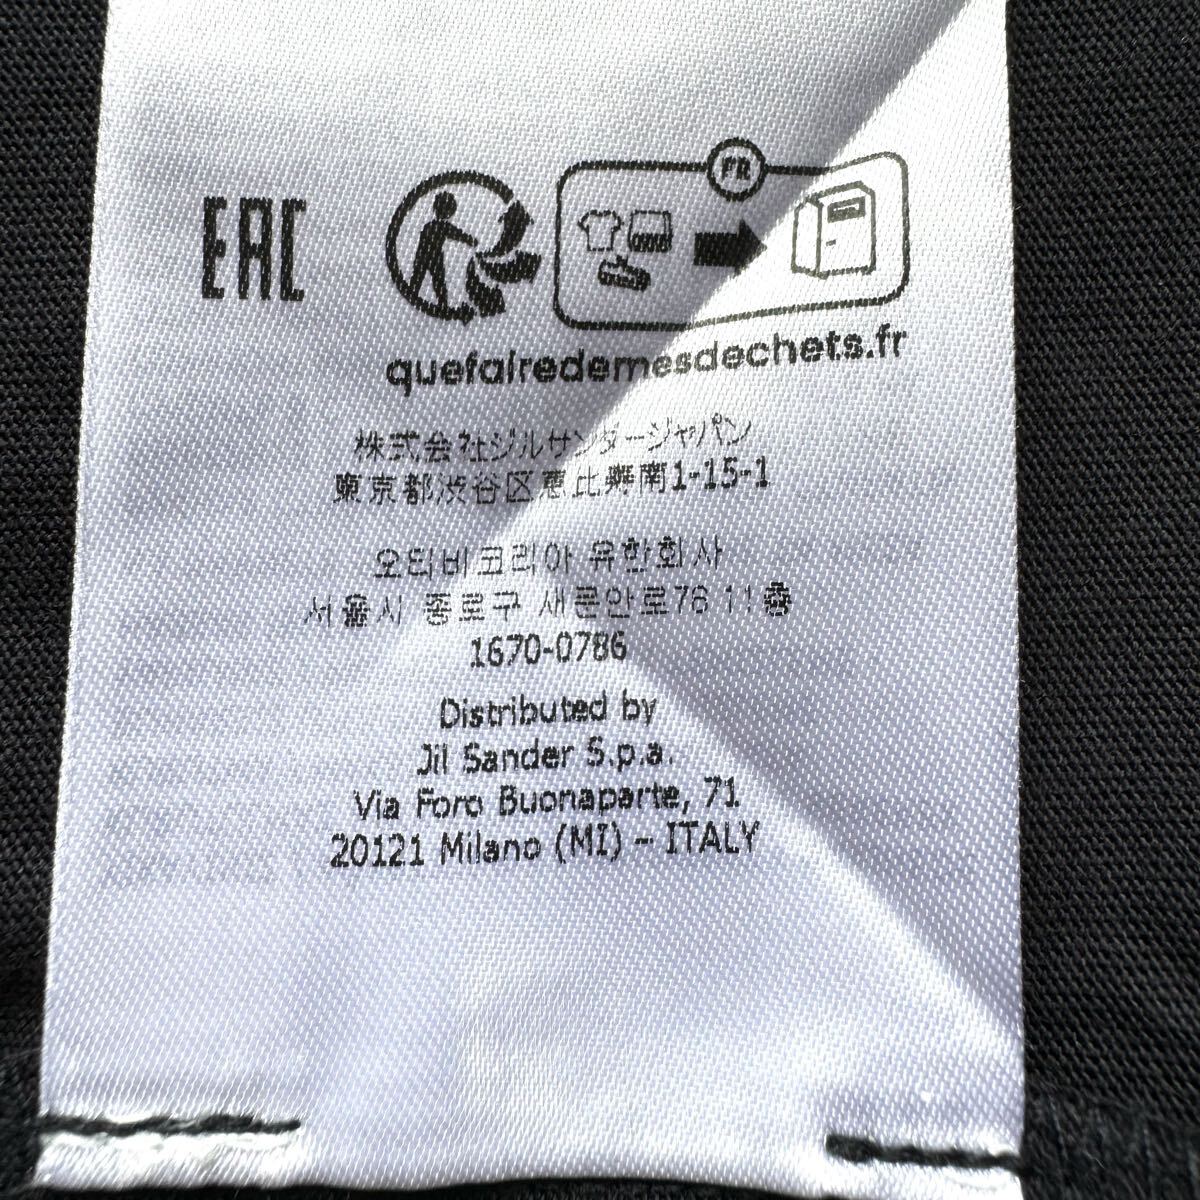 FR
EAC
quefairedemesdechets.fr
株式会社ジルサンダージャパン
東京都渋谷区恵比寿南1-15-1
오티비코리아 유한회사
서울시 종로구 새문안로76 11층
1670-0786
Distributed by
Jil Sander S.p.a.
Via Foro Buonaparte, 71
20121 Milano (MI) – ITALY